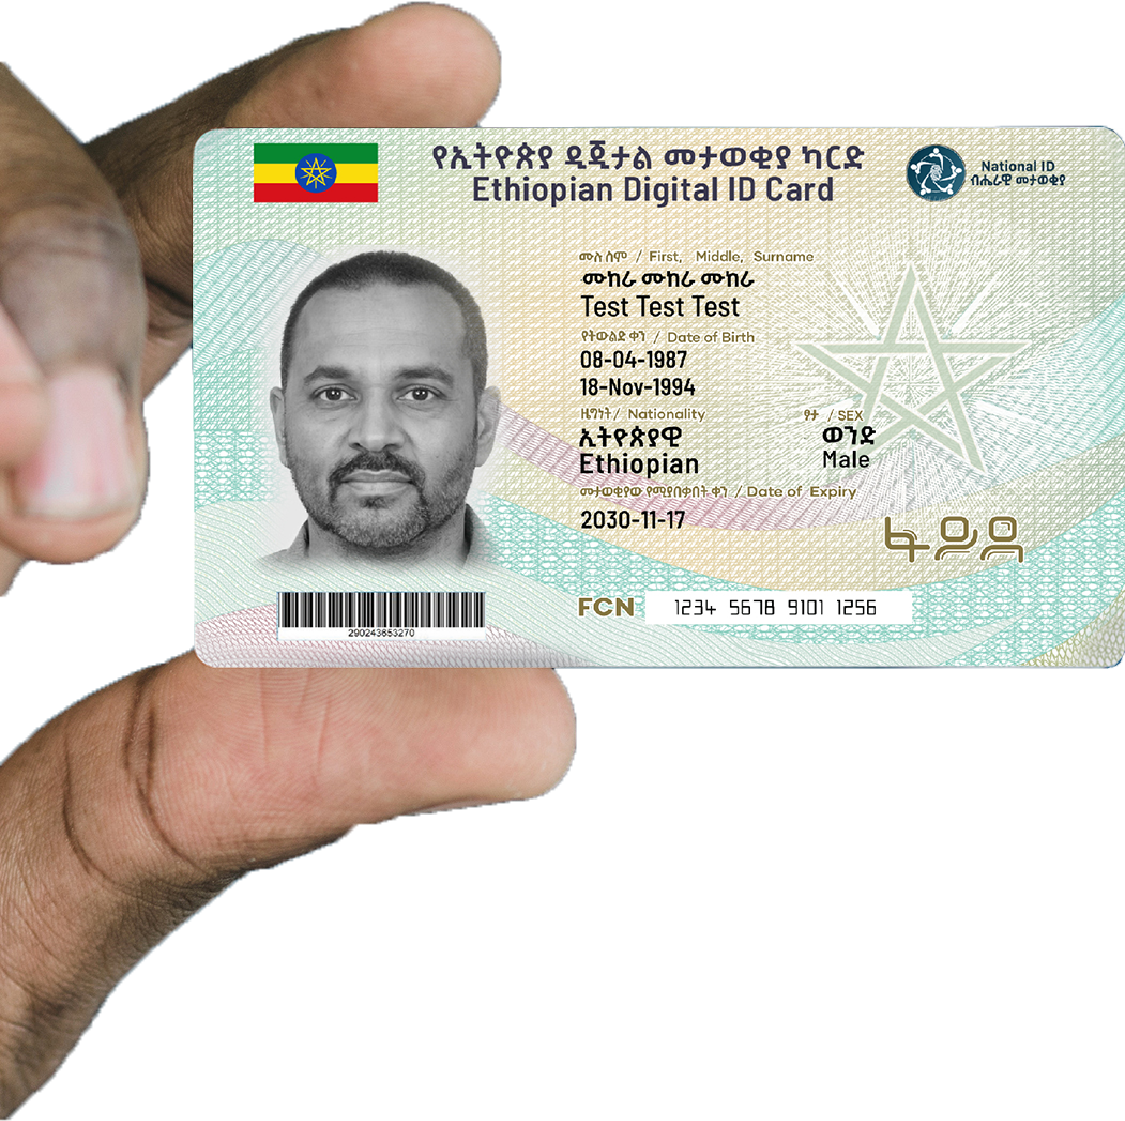 የኢትዮጵያ ዲጂታል መታወቂያ ካርድ
Ethiopian Digital ID Card
National ID
ብሔራዊ መታወቂያ
ሙሉ ስም / First, Middle, Surname
ሙከራ ሙከራ ሙከራ
Test Test Test
የትውልድ ቀን / Date of Birth
08-04-1987
18-Nov-1994
ዜግነት / Nationality
ኢትዮጵያዊ
Ethiopian
ፆታ / SEX
ወንድ
Male
መታወቂያው የሚያበቃበት ቀን / Date of Expiry
2030-11-17
ፋይዳ
FCN 1234 5678 9101 1256
290243853270